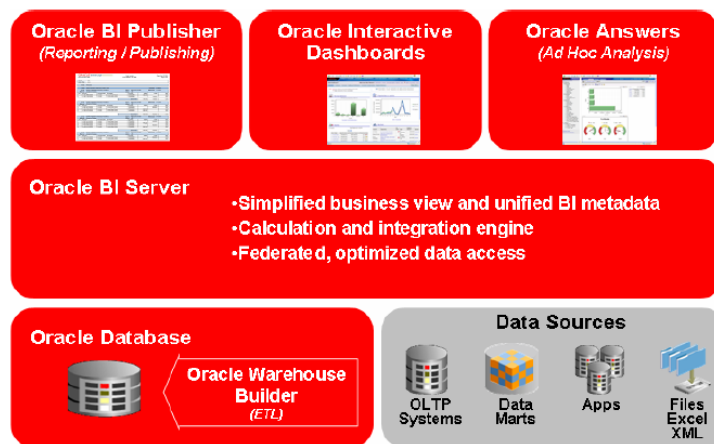 Oracle BI Publisher
(Reporting / Publishing)
Oracle Interactive
Dashboards
Oracle Answers
(Ad Hoc Analysis)
Oracle BI Server
•Simplified business view and unified BI metadata
•Calculation and integration engine
•Federated, optimized data access
Oracle Database
Oracle Warehouse
Builder
(ETL)
Data Sources
OLTP
Systems
Data
Marts
Apps
Files
Excel
XML